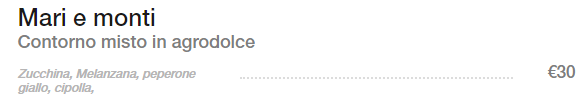 Mari e monti
Contorno misto in agrodolce
Zucchina, Melanzana, peperone
giallo, cipolla,
€30